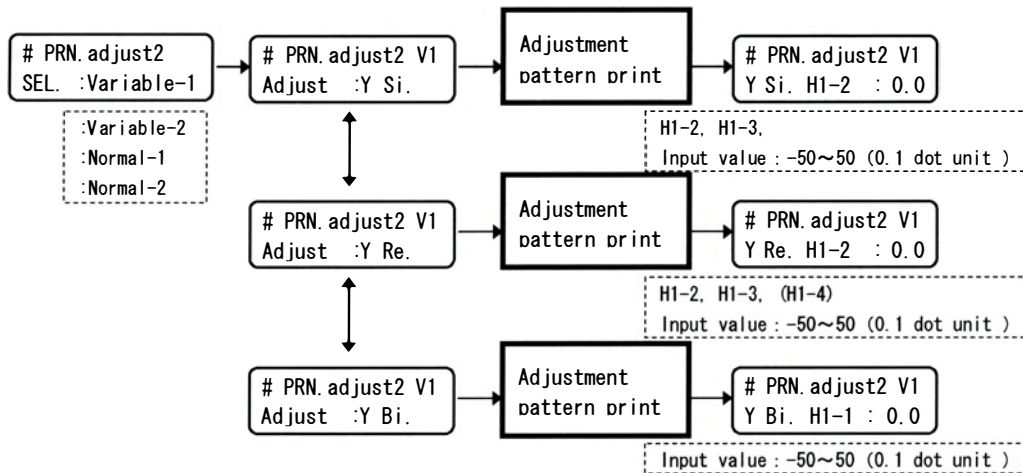 # PRN.adjust2
SEL. :Variable-1
:Variable-2
:Normal-1
:Normal-2
# PRN.adjust2 V1
Adjust :Y Si.
Adjustment
pattern print
# PRN.adjust2 V1
Y Si. H1-2 : 0.0
H1-2, H1-3,
Input value : -50～50 (0.1 dot unit )
# PRN.adjust2 V1
Adjust :Y Re.
Adjustment
pattern print
# PRN.adjust2 V1
Y Re. H1-2 : 0.0
H1-2, H1-3, (H1-4)
Input value : -50～50 (0.1 dot unit )
# PRN.adjust2 V1
Adjust :Y Bi.
Adjustment
pattern print
# PRN.adjust2 V1
Y Bi. H1-1 : 0.0
Input value : -50～50 (0.1 dot unit )